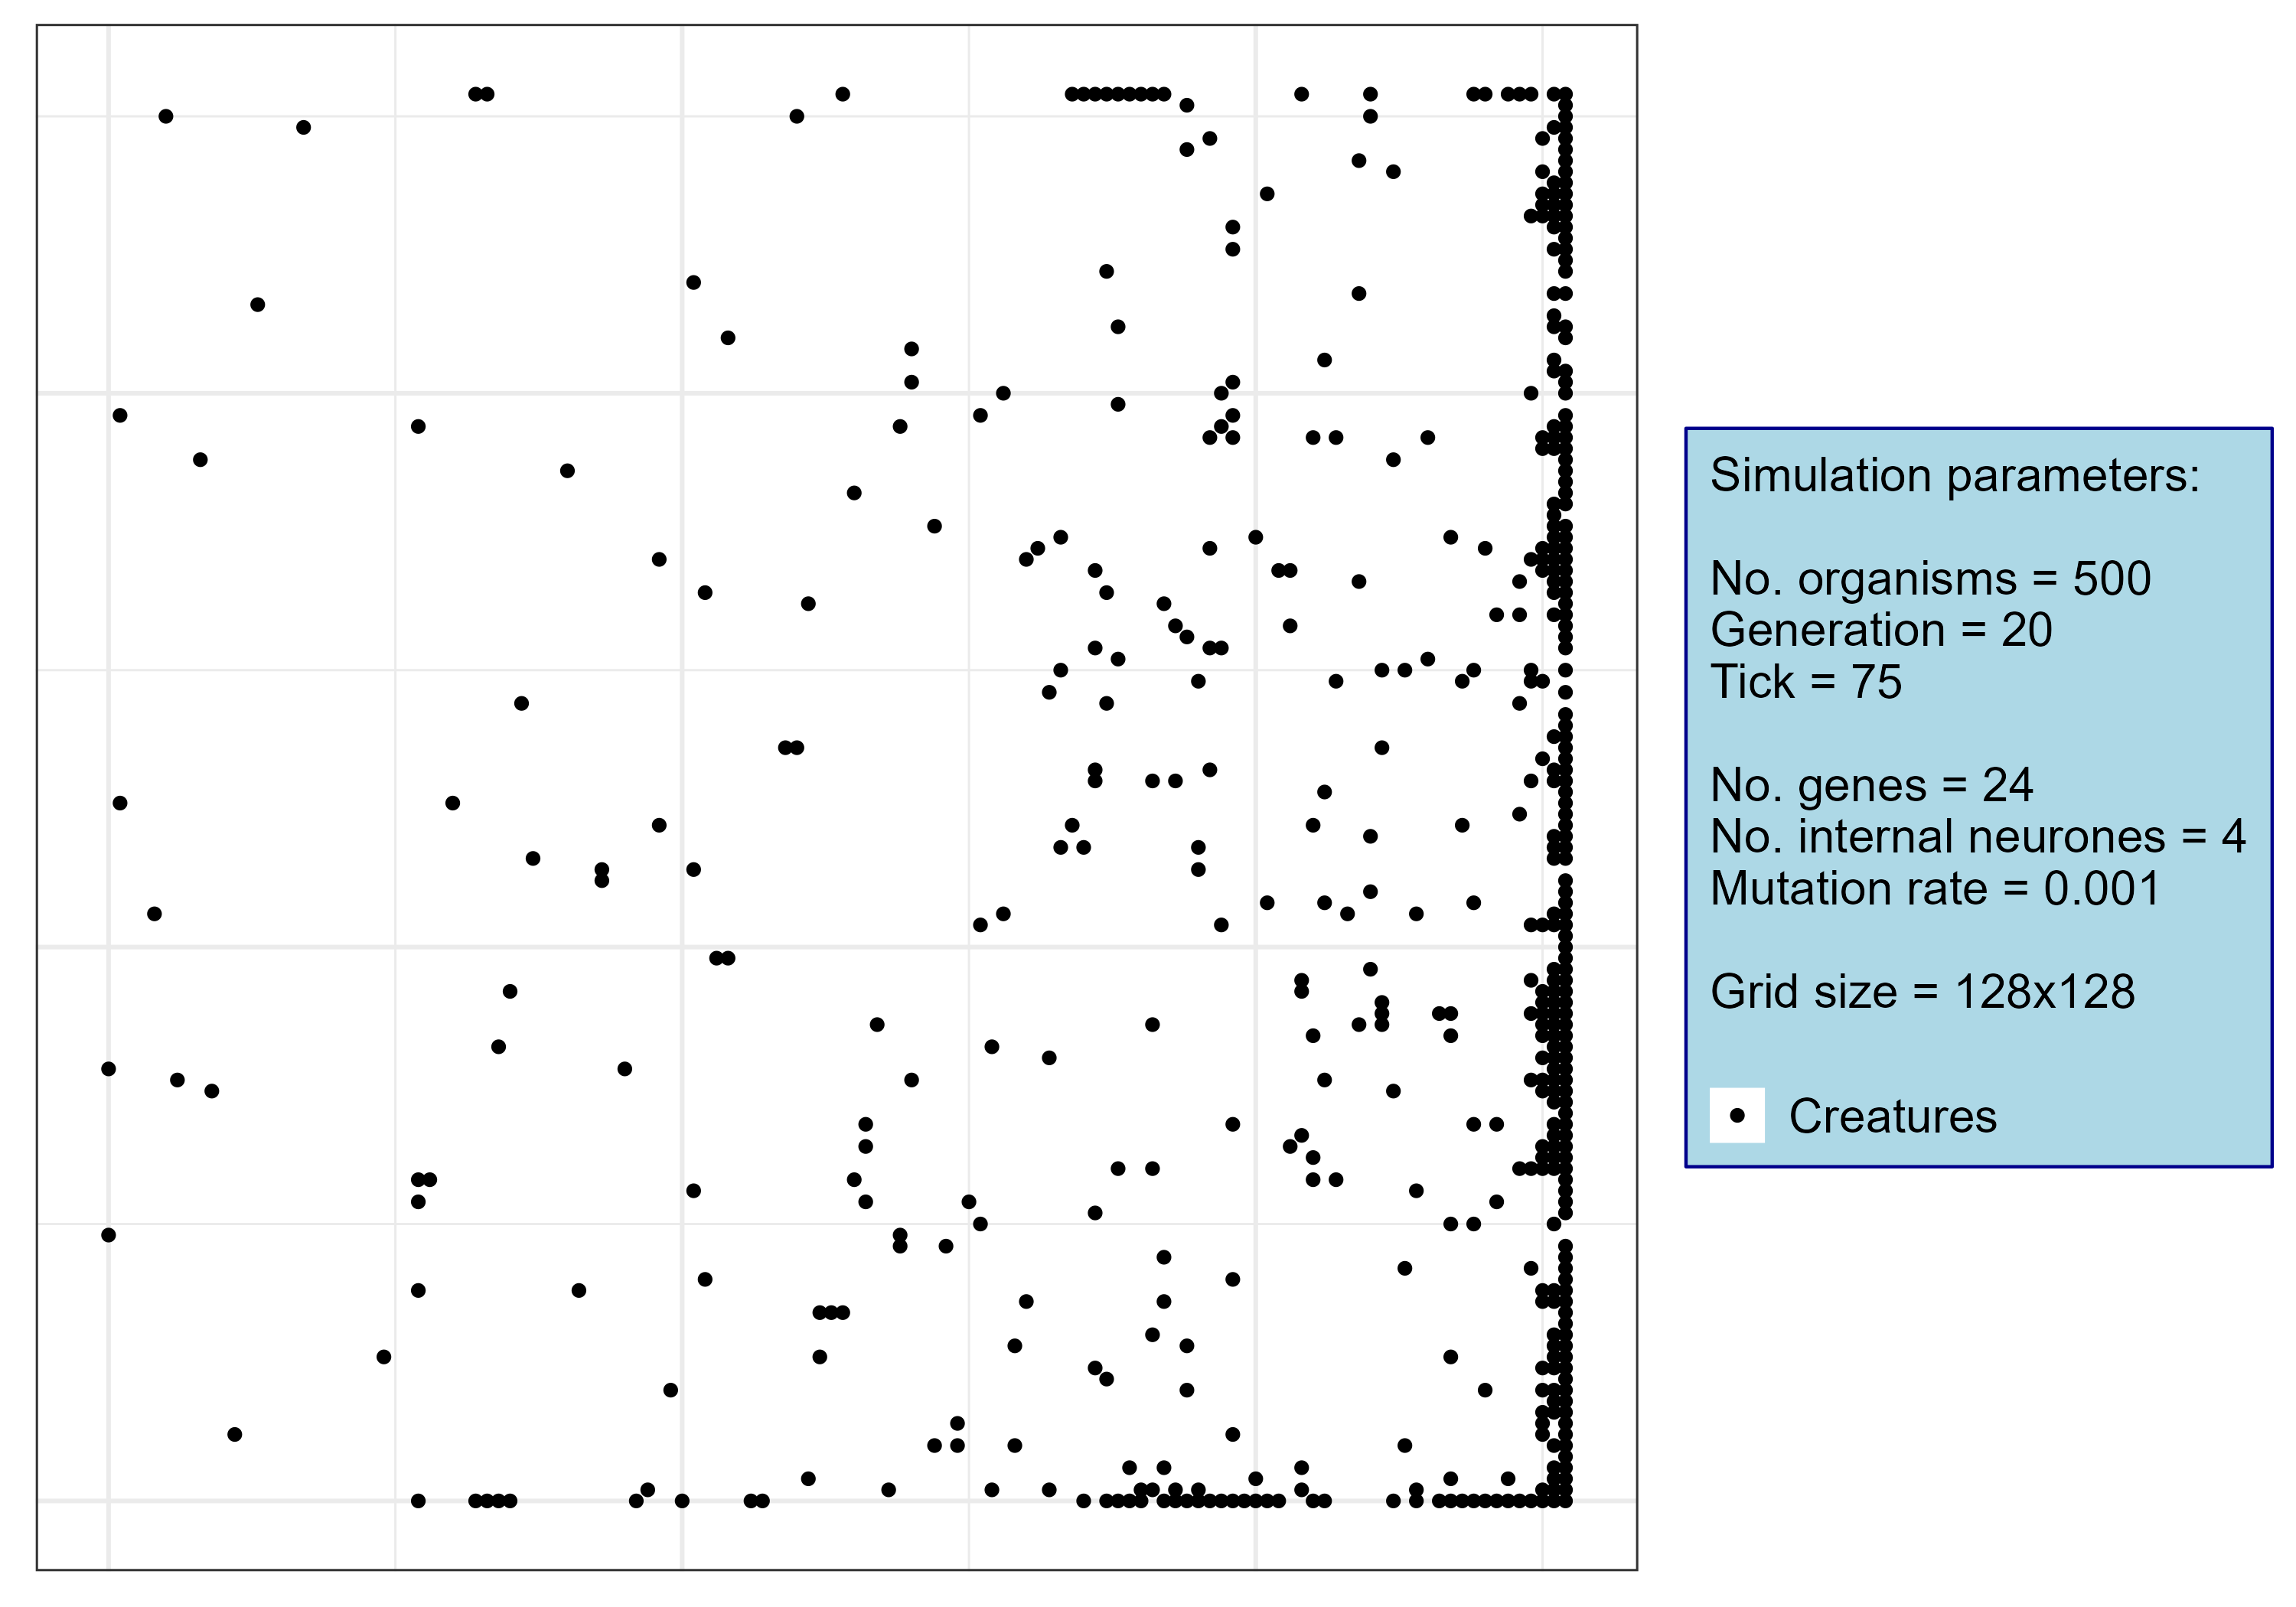 Simulation parameters:
No. organisms = 500
Generation = 20
Tick = 75
No. genes = 24
No. internal neurones = 4
Mutation rate = 0.001
Grid size = 128x128
Creatures